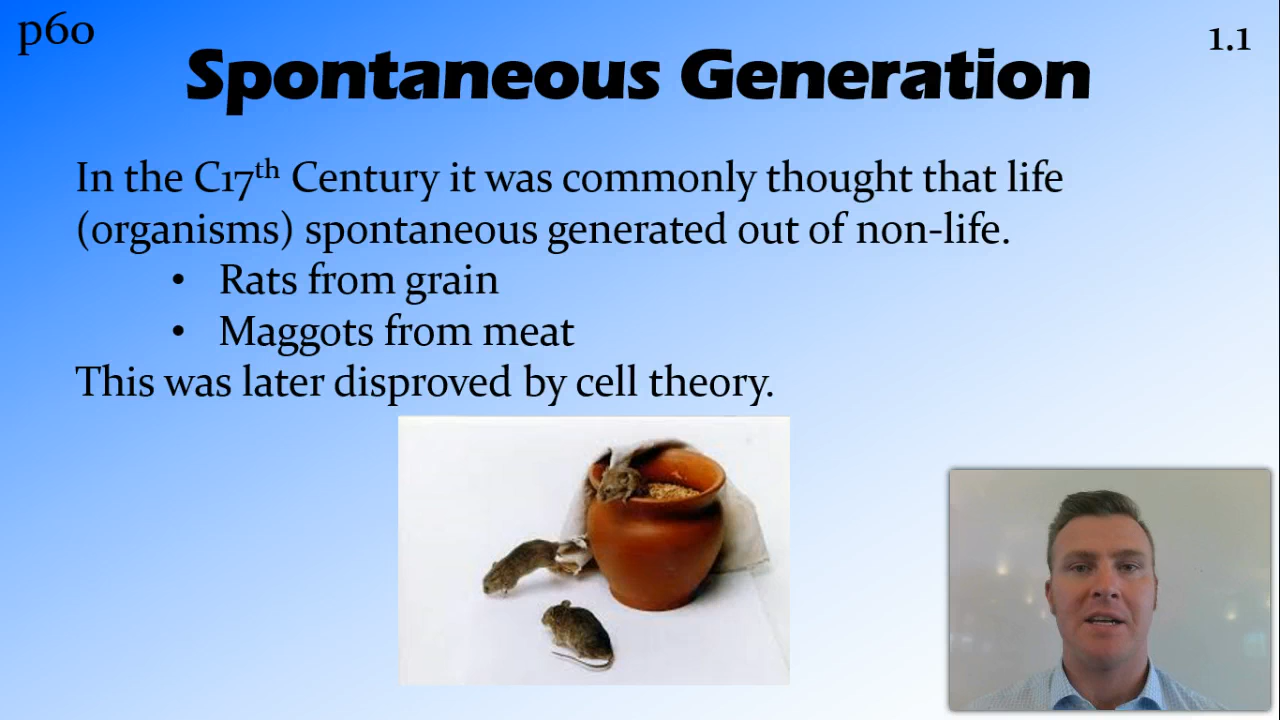 p60
1.1
Spontaneous Generation
In the C17th Century it was commonly thought that life
(organisms) spontaneous generated out of non-life.
• Rats from grain
• Maggots from meat
This was later disproved by cell theory.